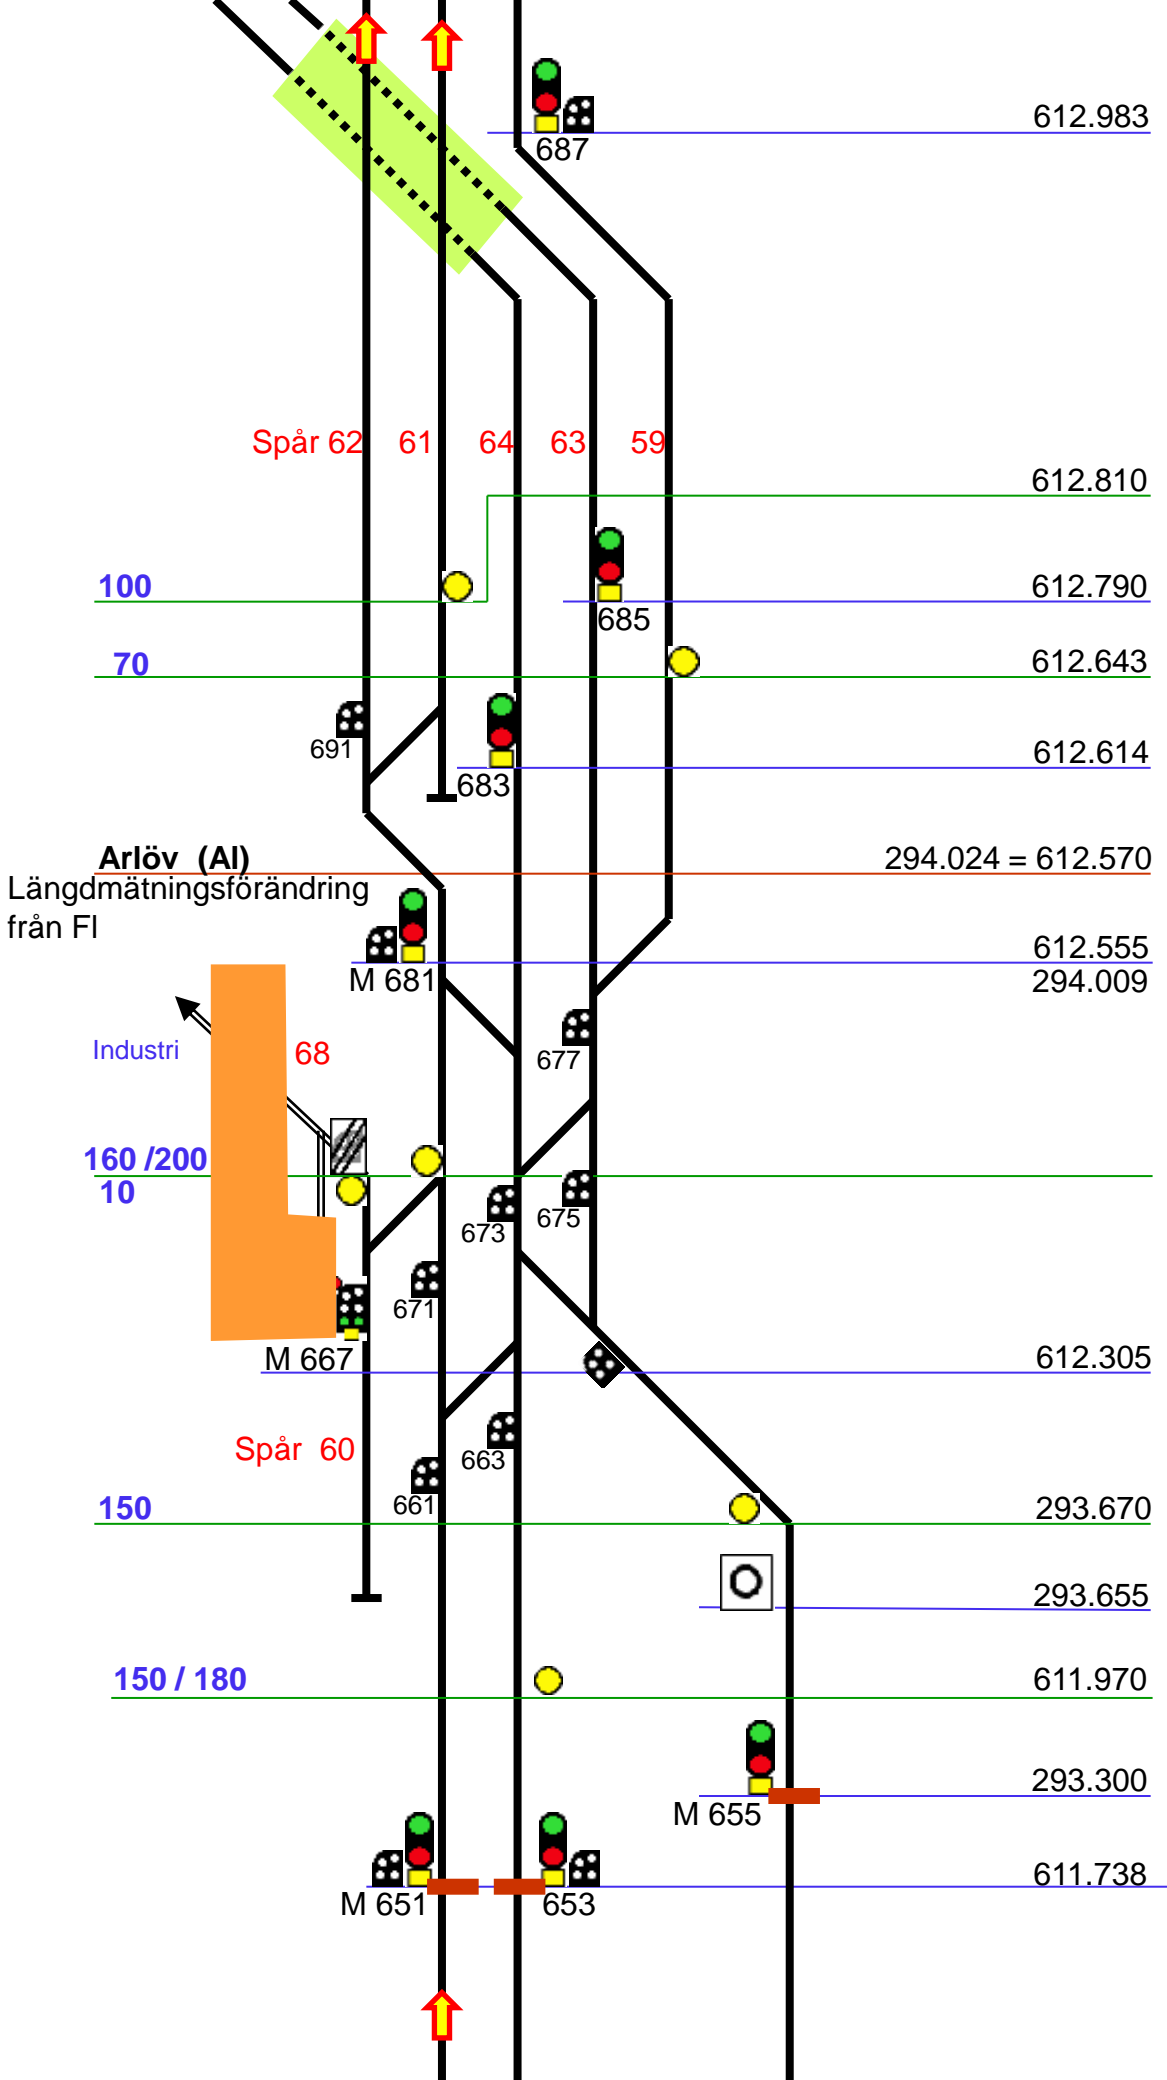 612.983
687
Spår 62 61 64 63 59
612.810
100
612.790
685
70
612.643
691
612.614
683
Arlöv (Al)
294.024 = 612.570
Längdmätningsförändring
från Fl
612.555
M 681
294.009
Industri
68
677
160 /200
10
673
675
671
M 667
612.305
Spår 60
663
661
150
293.670
293.655
150 / 180
611.970
293.300
M 655
611.738
M 651
653